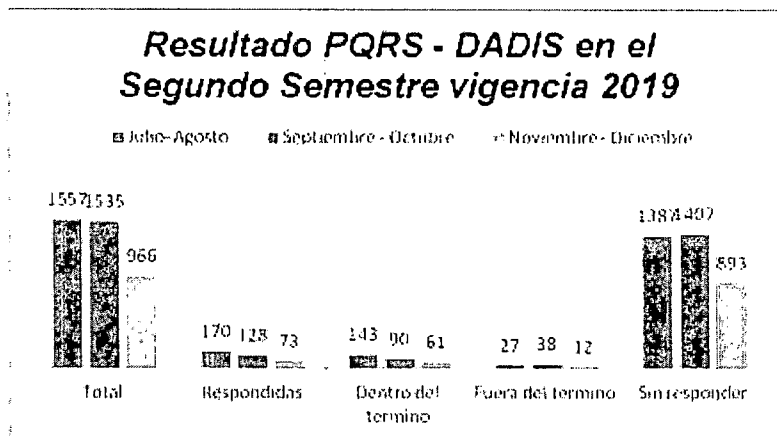 Resultado PQRS - DADIS en el
Segundo Semestre vigencia 2019
Julio- Agosto Septiembre - Octubre Noviembre - Diciembre
1557 1535 966
170 128 73
143 90 61
27 38 12
1387 1407 893
Total
Respondidas
Dentro del
termino
Fuera del termino
Sin responder